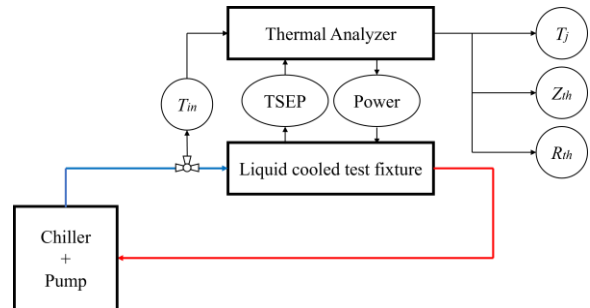 Thermal Analyzer
Tj
Tin
TSEP
Power
Zth
Rth
Liquid cooled test fixture
Chiller
+
Pump